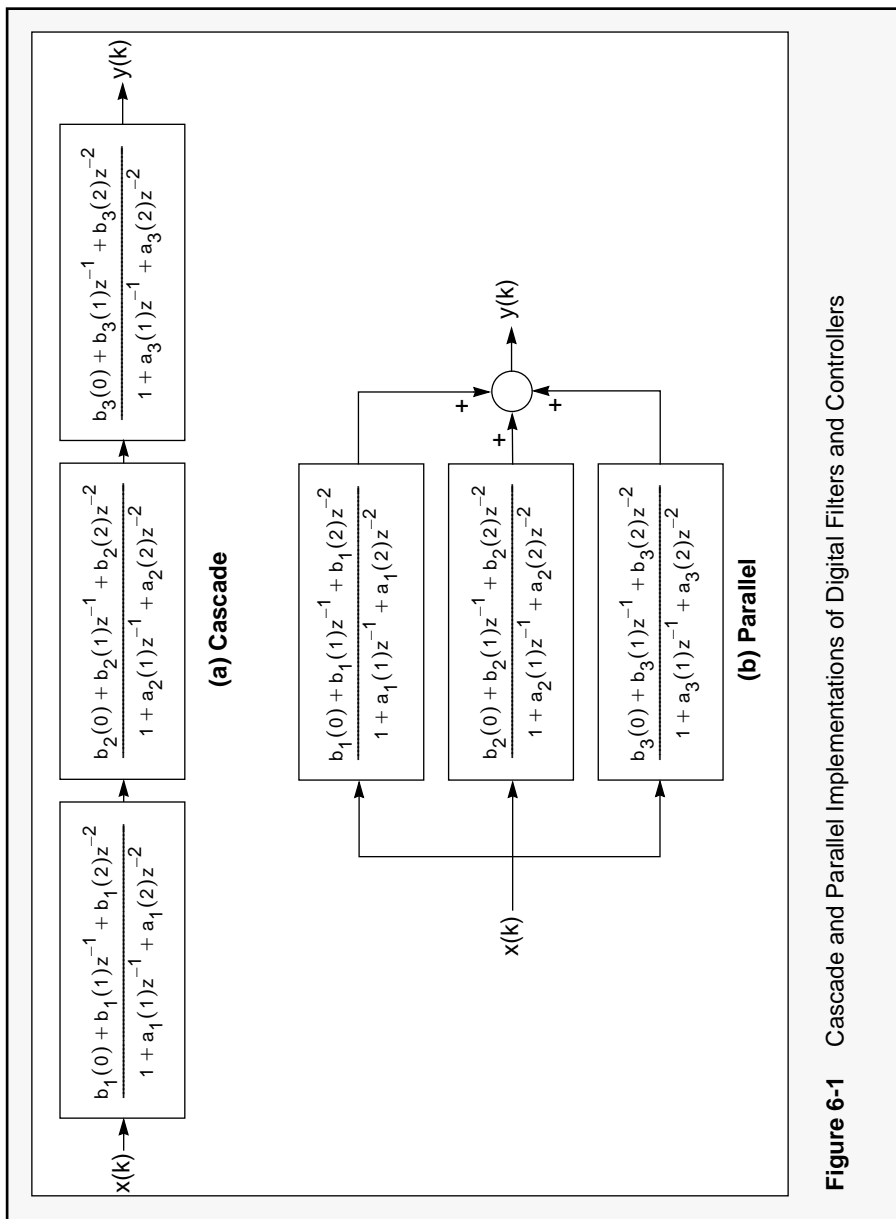 x(k)
b₁(0) + b₁(1)z⁻¹ + b₁(2)z⁻²
1 + a₁(1)z⁻¹ + a₁(2)z⁻²
b₂(0) + b₂(1)z⁻¹ + b₂(2)z⁻²
1 + a₂(1)z⁻¹ + a₂(2)z⁻²
b₃(0) + b₃(1)z⁻¹ + b₃(2)z⁻²
1 + a₃(1)z⁻¹ + a₃(2)z⁻²
y(k)
(a) Cascade
x(k)
b₁(0) + b₁(1)z⁻¹ + b₁(2)z⁻²
1 + a₁(1)z⁻¹ + a₁(2)z⁻²
b₂(0) + b₂(1)z⁻¹ + b₂(2)z⁻²
1 + a₂(1)z⁻¹ + a₂(2)z⁻²
b₃(0) + b₃(1)z⁻¹ + b₃(2)z⁻²
1 + a₃(1)z⁻¹ + a₃(2)z⁻²
+
+
+
y(k)
(b) Parallel
Figure 6-1 Cascade and Parallel Implementations of Digital Filters and Controllers